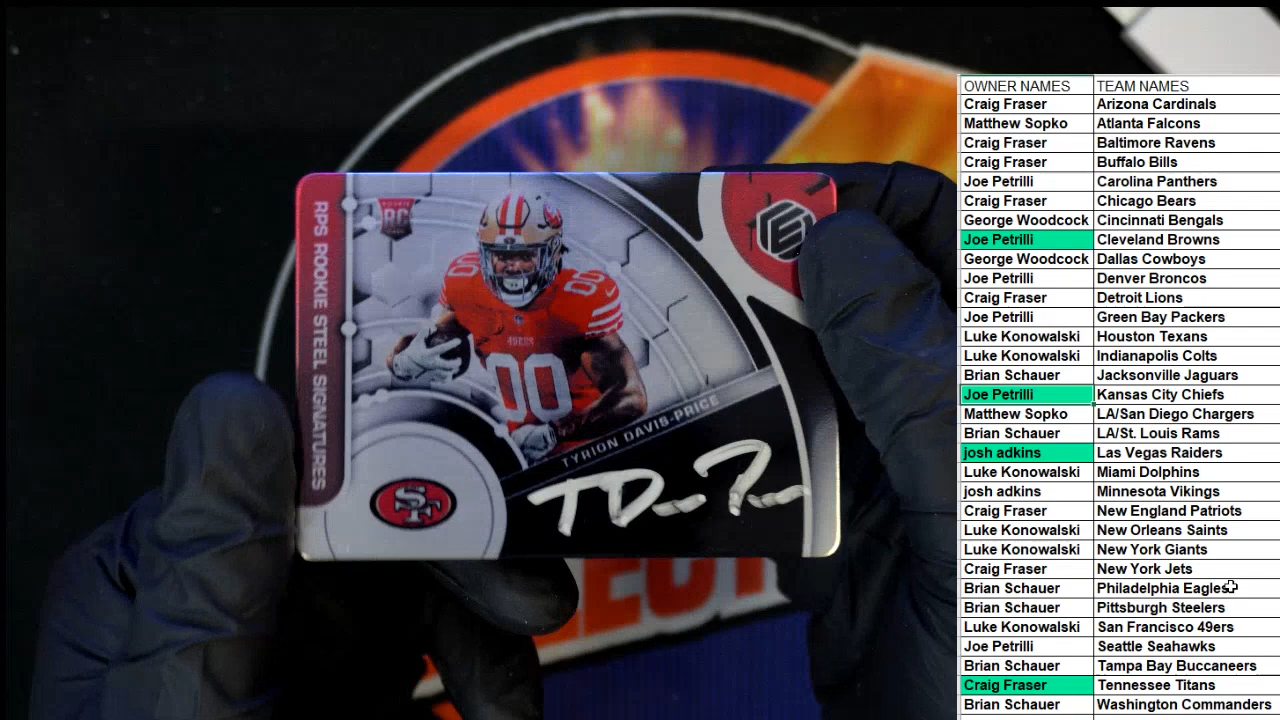 RPS ROOKIE STEEL SIGNATURES
RC
00
00
49ERS
00
TYRION DAVIS-PRICE
SF
E
ECT
OWNER NAMES TEAM NAMES
Craig Fraser Arizona Cardinals
Matthew Sopko Atlanta Falcons
Craig Fraser Baltimore Ravens
Craig Fraser Buffalo Bills
Joe Petrilli Carolina Panthers
Craig Fraser Chicago Bears
George Woodcock Cincinnati Bengals
Joe Petrilli Cleveland Browns
George Woodcock Dallas Cowboys
Joe Petrilli Denver Broncos
Craig Fraser Detroit Lions
Joe Petrilli Green Bay Packers
Luke Konowalski Houston Texans
Luke Konowalski Indianapolis Colts
Brian Schauer Jacksonville Jaguars
Joe Petrilli Kansas City Chiefs
Matthew Sopko LA/San Diego Chargers
Brian Schauer LA/St. Louis Rams
josh adkins Las Vegas Raiders
Luke Konowalski Miami Dolphins
josh adkins Minnesota Vikings
Craig Fraser New England Patriots
Luke Konowalski New Orleans Saints
Luke Konowalski New York Giants
Craig Fraser New York Jets
Brian Schauer Philadelphia Eagles
Brian Schauer Pittsburgh Steelers
Luke Konowalski San Francisco 49ers
Joe Petrilli Seattle Seahawks
Brian Schauer Tampa Bay Buccaneers
Craig Fraser Tennessee Titans
Brian Schauer Washington Commanders